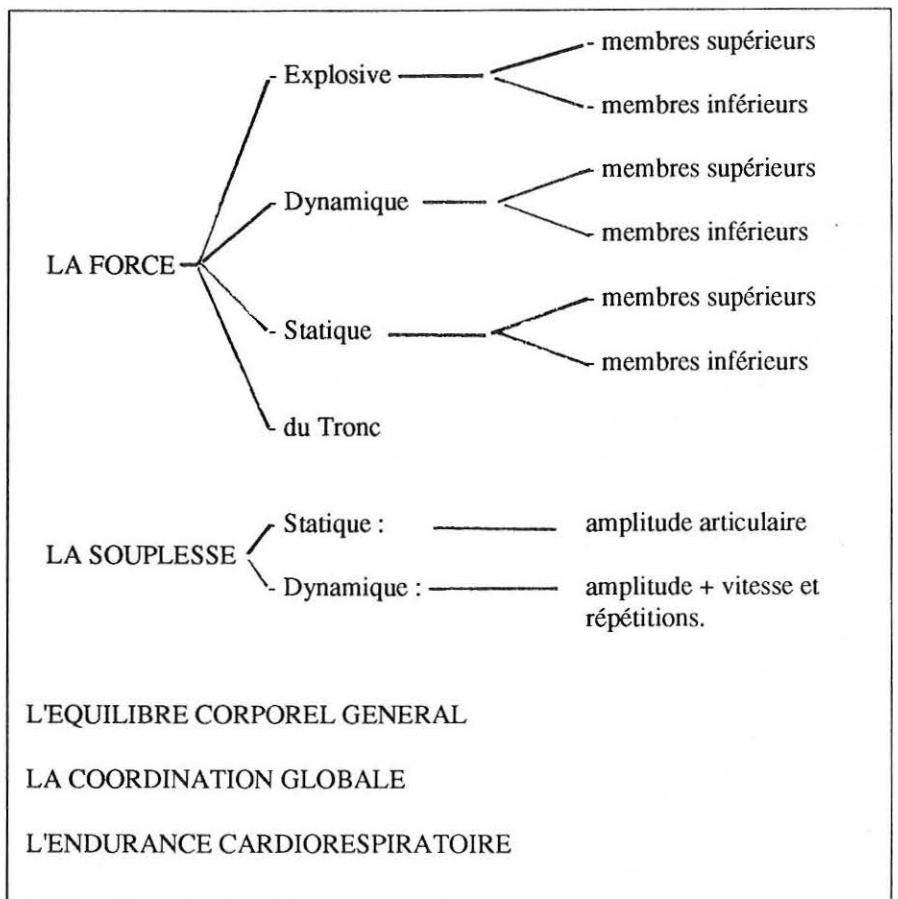 - membres supérieurs
- Explosive
- membres inférieurs
- membres supérieurs
- Dynamique
- membres inférieurs
LA FORCE
- membres supérieurs
- Statique
- membres inférieurs
- du Tronc
- Statique : amplitude articulaire
LA SOUPLESSE
- Dynamique : amplitude + vitesse et
répétitions.
L'EQUILIBRE CORPOREL GENERAL
LA COORDINATION GLOBALE
L'ENDURANCE CARDIORESPIRATOIRE